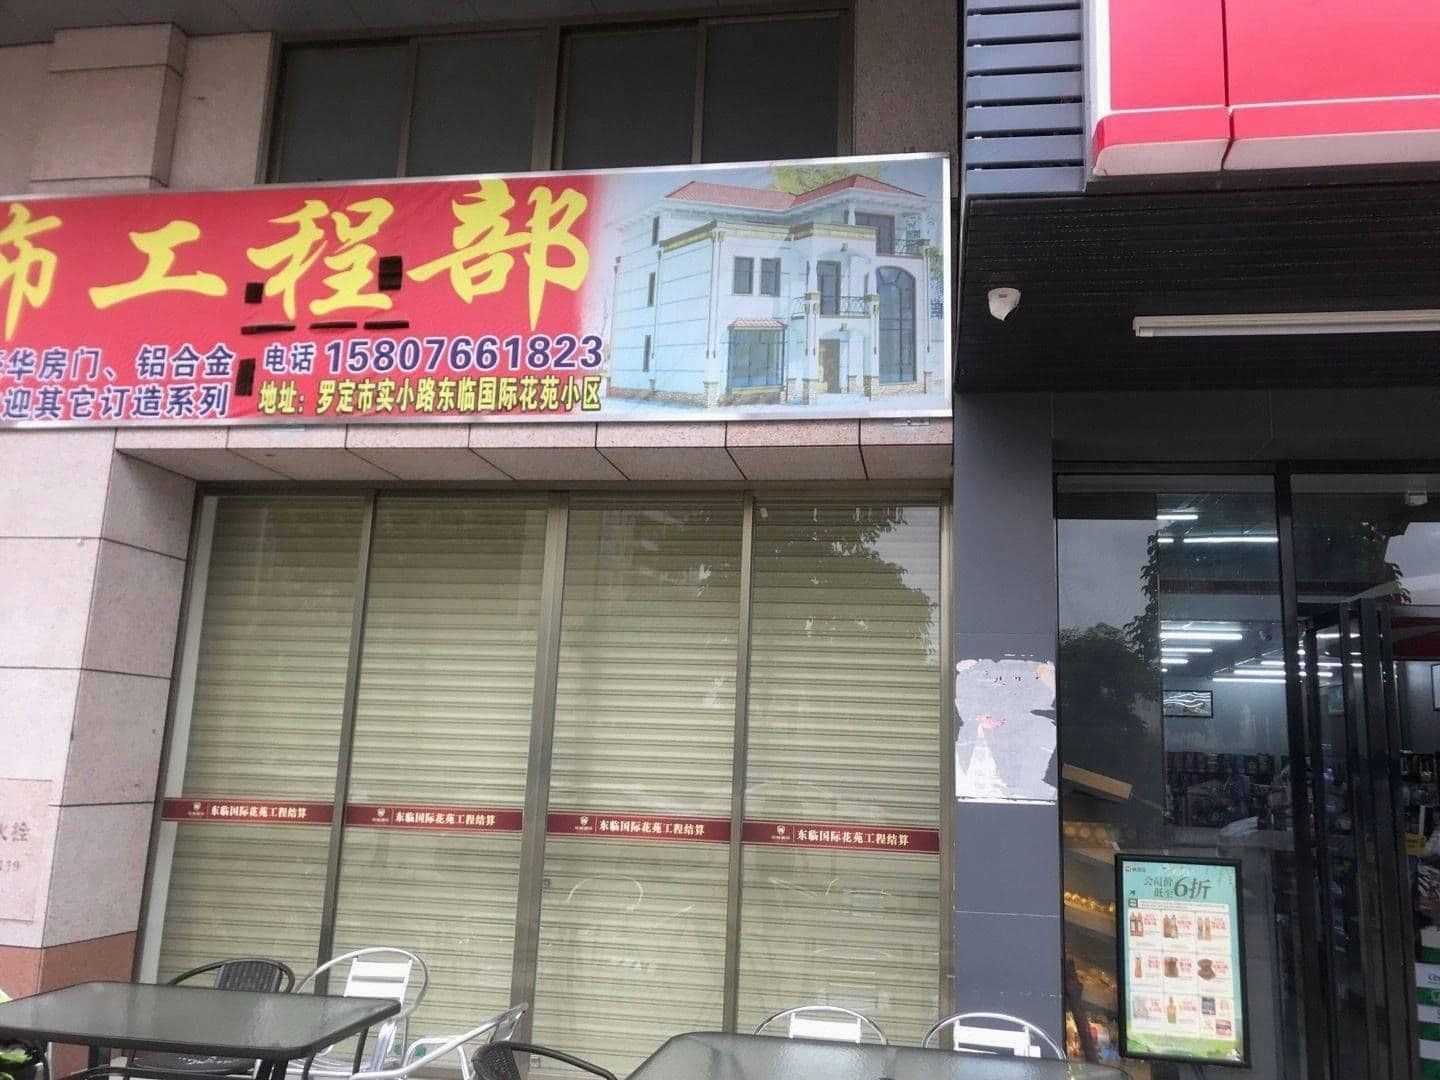 饰工程部
华房门、铝合金 电话 15807661823
迎其它订造系列 地址：罗定市实小路东临国际花苑小区
东临国际花苑工程结算
东临国际花苑工程结算
东临国际花苑工程结算
东临国际花苑工程结算
会员价
低至6折